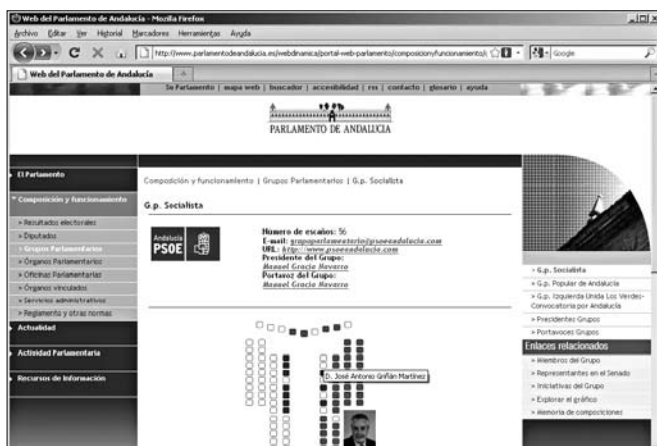 Web del Parlamento de Andalucía - Mozilla Firefox
Archivo Editar Ver Historial Marcadores Herramientas Ayuda
http://www.parlamentodeandalucia.es/webdinamica/portal-web-parlamento/composicionyfuncionamiento/
Google
Web del Parlamento de Andalucía
Su Parlamento | mapa web | buscador | accesibilidad | rss | contacto | glosario | ayuda
PARLAMENTO DE ANDALUCIA
El Parlamento
Composición y funcionamiento
» Resultados electorales
» Diputados
» Grupos Parlamentarios
» Órganos Parlamentarios
» Oficinas Parlamentarias
» Órganos vinculados
» Servicios administrativos
» Reglamento y otras normas
Actualidad
Actividad Parlamentaria
Recursos de Información
Composición y funcionamiento | Grupos Parlamentarios | G.p. Socialista
G.p. Socialista
Andalucía
PSOE
Número de escaños: 56
E-mail: grupoparlamentario@psoeandalucia.com
URL: http://www.psoeandalucia.com
Presidente del Grupo:
Manuel Gracia Navarro
Portavoz del Grupo:
Manuel Gracia Navarro
D. José Antonio Griñán Martínez
» G.p. Socialista
» G.p. Popular de Andalucía
» G.p. Izquierda Unida Los Verdes-
Convocatoria por Andalucía
» Presidentes Grupos
» Portavoces Grupos
Enlaces relacionados
» Miembros del Grupo
» Representantes en el Senado
» Iniciativas del Grupo
» Explorar el gráfico
» Memoria de composiciones